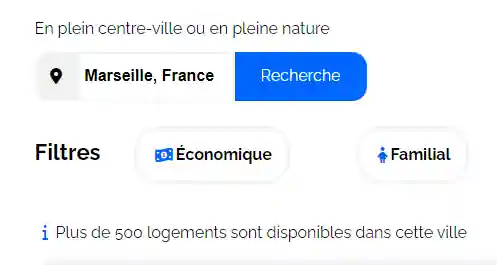 En plein centre-ville ou en pleine nature
Marseille, France Recherche
Filtres Économique Familial
Plus de 500 logements sont disponibles dans cette ville